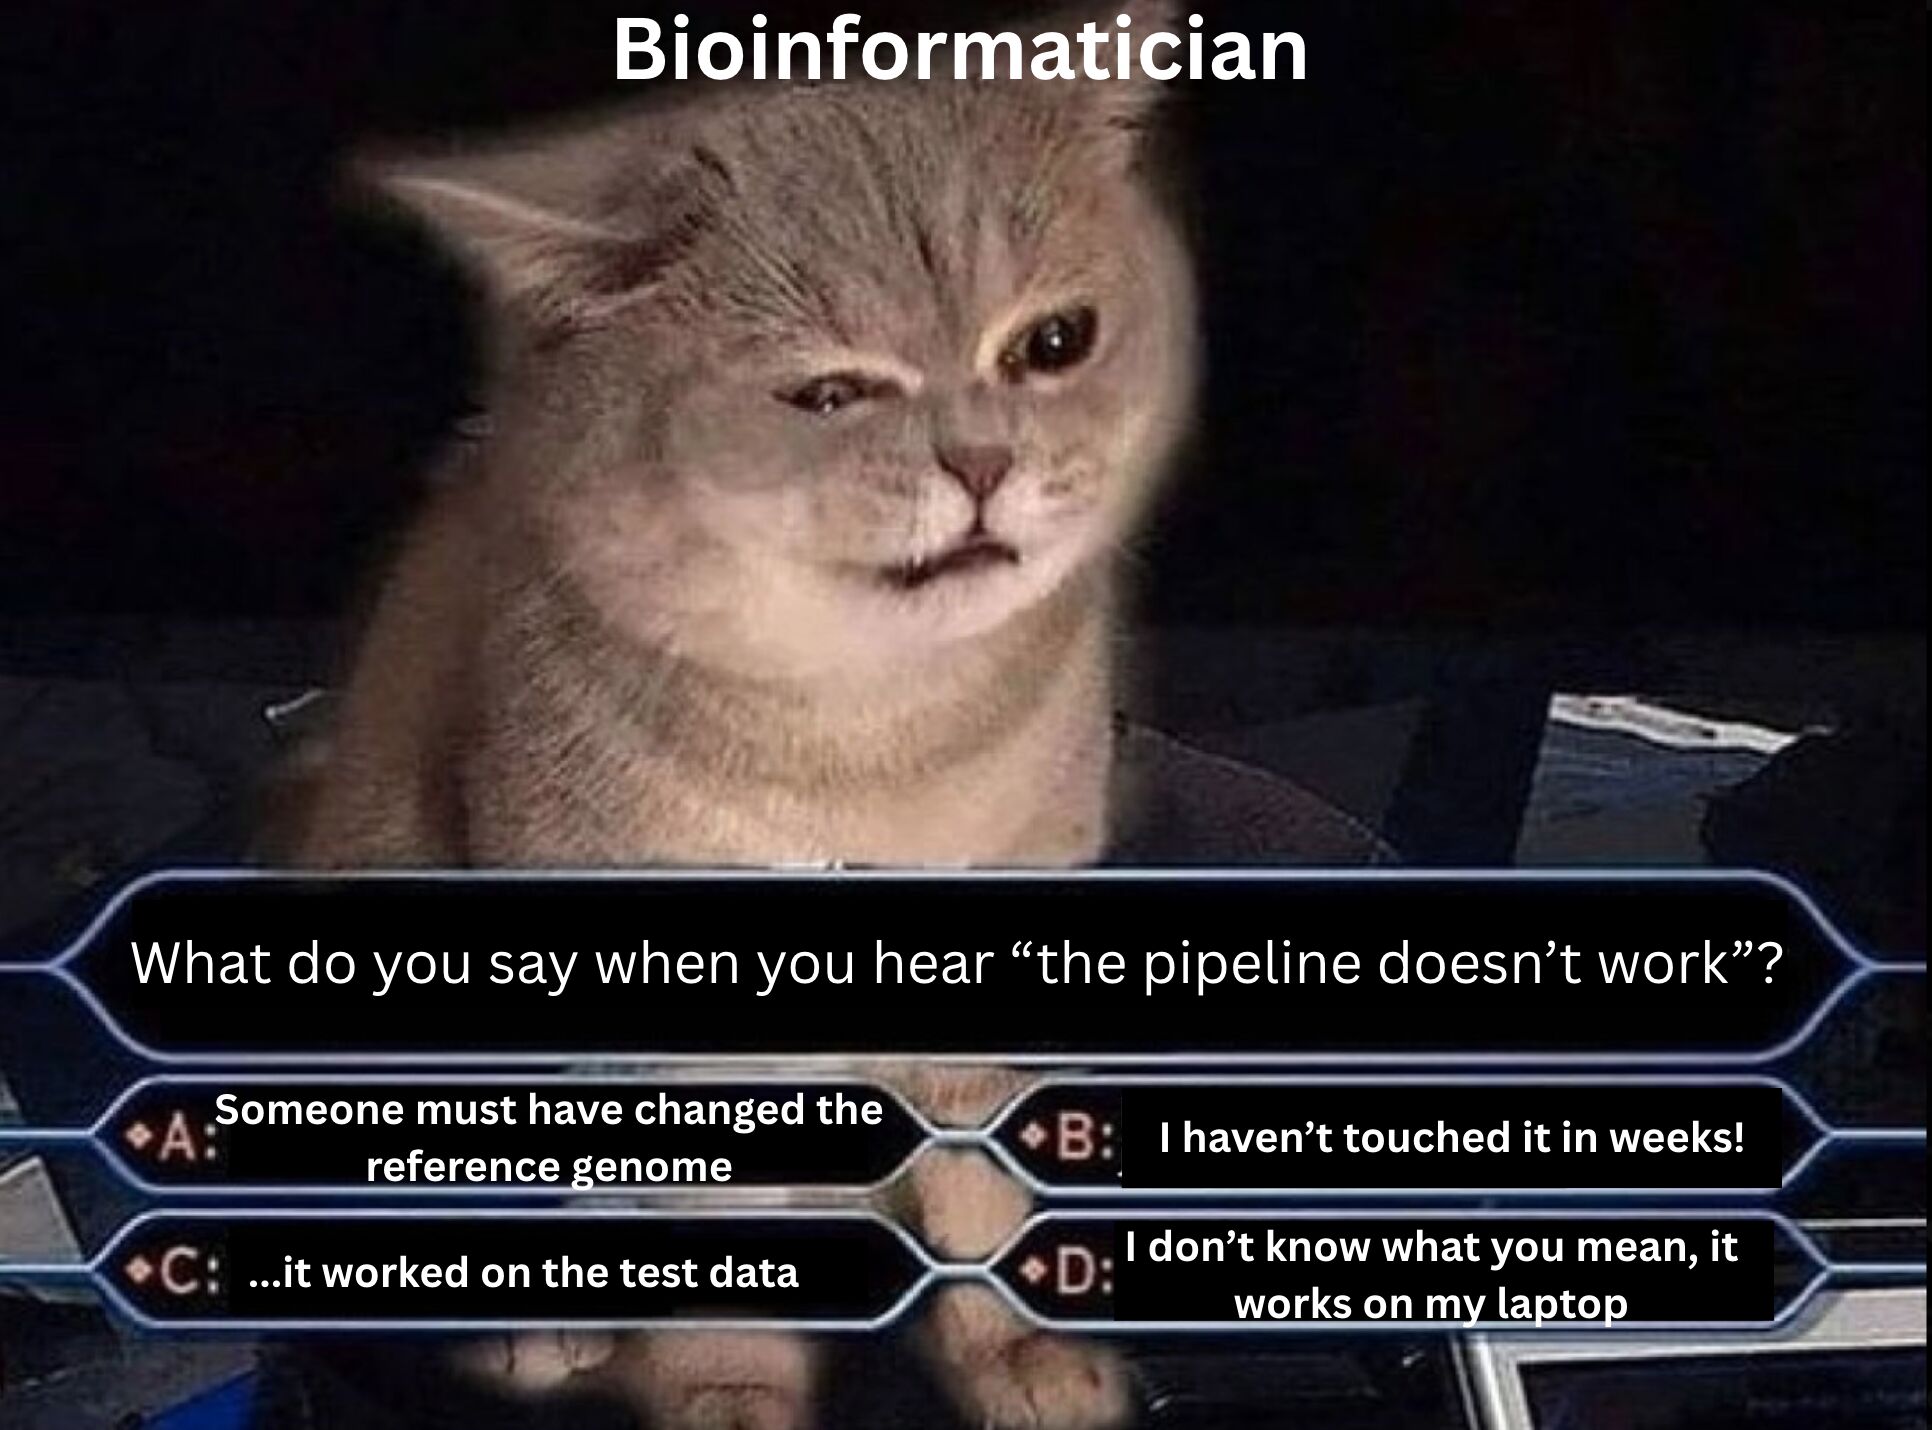 Bioinformatician
What do you say when you hear “the pipeline doesn’t work”?
A: Someone must have changed the
reference genome
B: I haven’t touched it in weeks!
C: ...it worked on the test data
D: I don’t know what you mean, it
works on my laptop